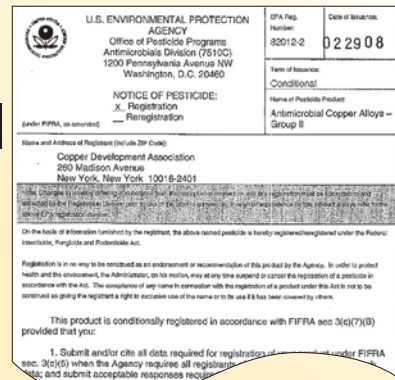 U.S. ENVIRONMENTAL PROTECTION
AGENCY
Office of Pesticide Programs
Antimicrobials Division (7510C)
1200 Pennsylvania Avenue NW
Washington, D.C. 20460
EPA Reg.
Number:
82012-2
Date of Issuance:
022908
Term of Issuance:
Conditional
NOTICE OF PESTICIDE:
x Registration
Reregistration
(under FIFRA, as amended)
Name of Pesticide Product:
Antimicrobial Copper Alloys –
Group II
Name and Address of Registrant (include ZIP Code):
Copper Development Association
260 Madison Avenue
New York, New York 10016-2401
On the basis of information furnished by the registrant, the above named pesticide is hereby registered/reregistered under the Federal
Insecticide, Fungicide and Rodenticide Act.
Registration is in no way to be construed as an endorsement or recommendation of this product by the Agency. In order to protect
health and the environment, the Administrator, on his motion, may at any time suspend or cancel the registration of a pesticide in
accordance with the Act. The acceptance of any name in connection with the registration of a product under this Act is not to be
construed as giving the registrant a right to exclusive use of the name or to its use if it has been covered by others.
This product is conditionally registered in accordance with FIFRA sec 3(c)(7)(B)
provided that you:
1. Submit and/or cite all data required for registration of your product under FIFRA
sec. 3(c)(5) when the Agency requires all registrants
data; and submit acceptable responses